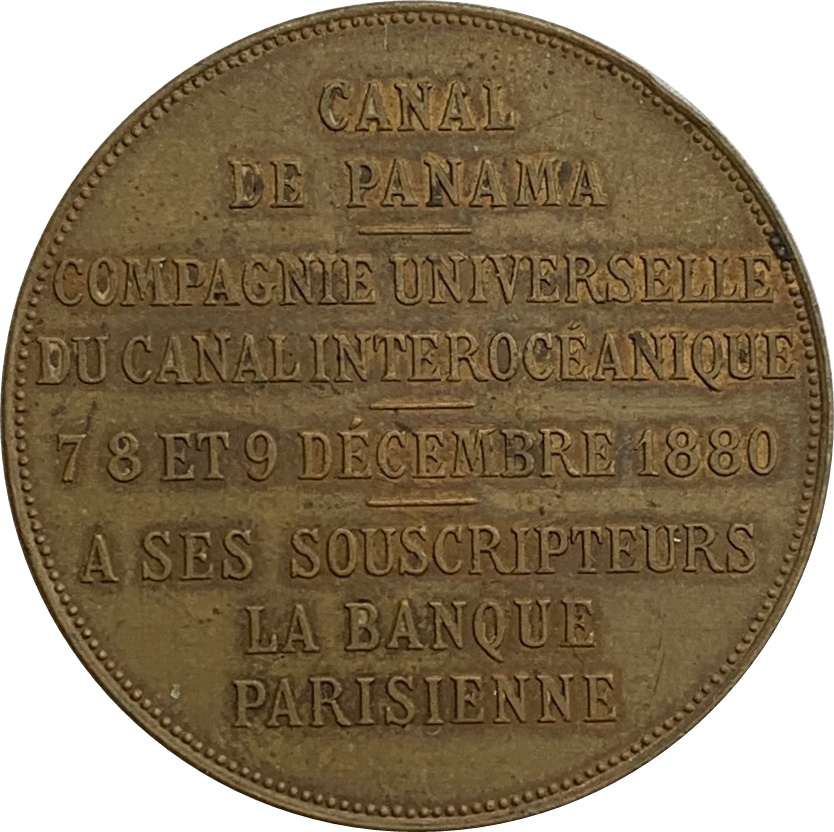 CANAL
DE PANAMA
COMPAGNIE UNIVERSELLE
DU CANAL INTEROCÉANIQUE
7 8 ET 9 DÉCEMBRE 1880
A SES SOUSCRIPTEURS
LA BANQUE
PARISIENNE